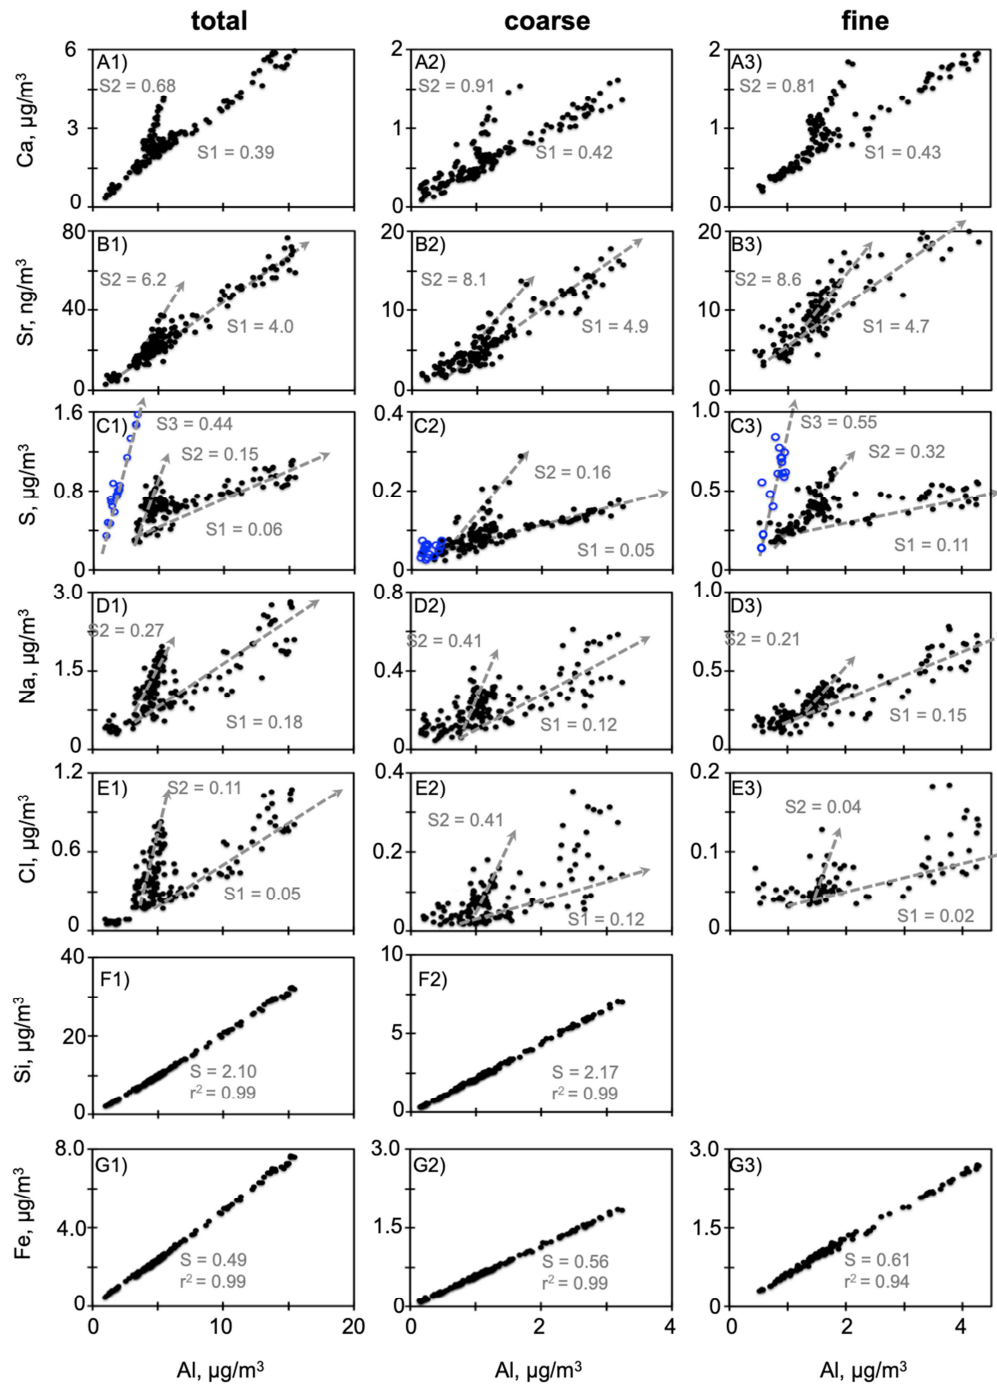 total coarse fine
Ca, µg/m³
6
3
0
A1)
S2 = 0.68
S1 = 0.39
2
1
0
A2)
S2 = 0.91
S1 = 0.42
2
1
0
A3)
S2 = 0.81
S1 = 0.43
Sr, ng/m³
80
40
0
B1)
S2 = 6.2
S1 = 4.0
20
10
0
B2)
S2 = 8.1
S1 = 4.9
20
10
0
B3)
S2 = 8.6
S1 = 4.7
S, µg/m³
1.6
0.8
0
C1)
S3 = 0.44
S2 = 0.15
S1 = 0.06
0.4
0.2
0
C2)
S2 = 0.16
S1 = 0.05
1.0
0.5
0
C3)
S3 = 0.55
S2 = 0.32
S1 = 0.11
Na, µg/m³
3.0
1.5
0
D1)
S2 = 0.27
S1 = 0.18
0.8
0.4
0
D2)
S2 = 0.41
S1 = 0.12
1.0
0.5
0
D3)
S2 = 0.21
S1 = 0.15
Cl, µg/m³
1.2
0.6
0
E1)
S2 = 0.11
S1 = 0.05
0.4
0.2
0
E2)
S2 = 0.41
S1 = 0.12
0.2
0.1
0
E3)
S2 = 0.04
S1 = 0.02
Si, µg/m³
40
20
0
F1)
S = 2.10
r² = 0.99
10
5
0
F2)
S = 2.17
r² = 0.99
Fe, µg/m³
8.0
4.0
0
G1)
S = 0.49
r² = 0.99
3.0
1.5
0
G2)
S = 0.56
r² = 0.99
3.0
1.5
0
G3)
S = 0.61
r² = 0.94
0 10 20
0 2 4
0 2 4
Al, µg/m³ Al, µg/m³ Al, µg/m³